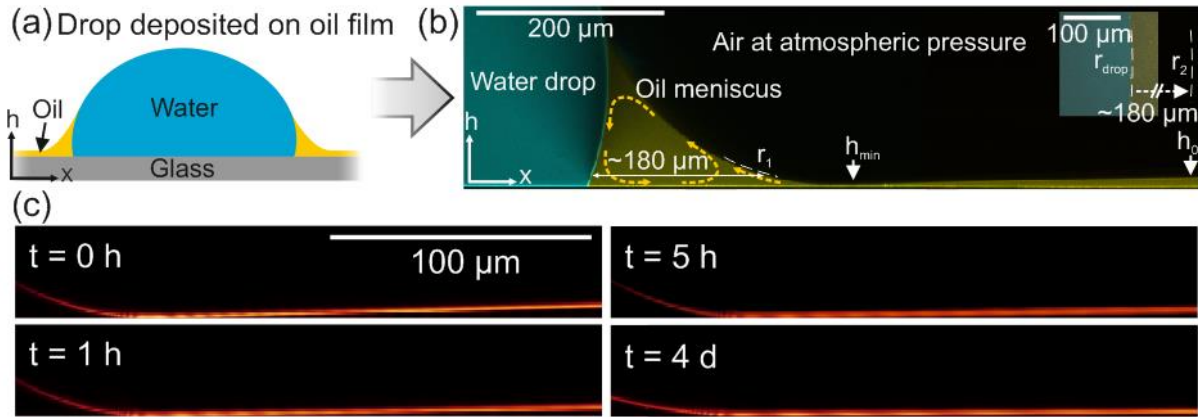 (a) Drop deposited on oil film
Oil
h
Water
Glass
x
(b)
200 µm
Air at atmospheric pressure
100 µm
r_drop
r_2
~180 µm
Water drop
Oil meniscus
h
~180 µm
r_1
h_min
h_0
x
(c)
t = 0 h
100 µm
t = 5 h
t = 1 h
t = 4 d